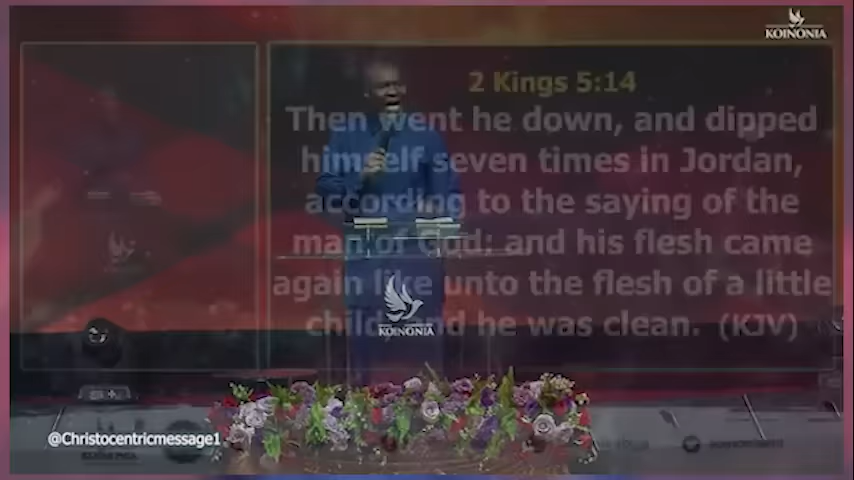 KOINONIA
2 Kings 5:14
Then went he down, and dipped
himself seven times in Jordan,
according to the saying of the
man of God: and his flesh came
again like unto the flesh of a little
child, and he was clean. (KJV)
KOINONIA
@Christocentricmessage1